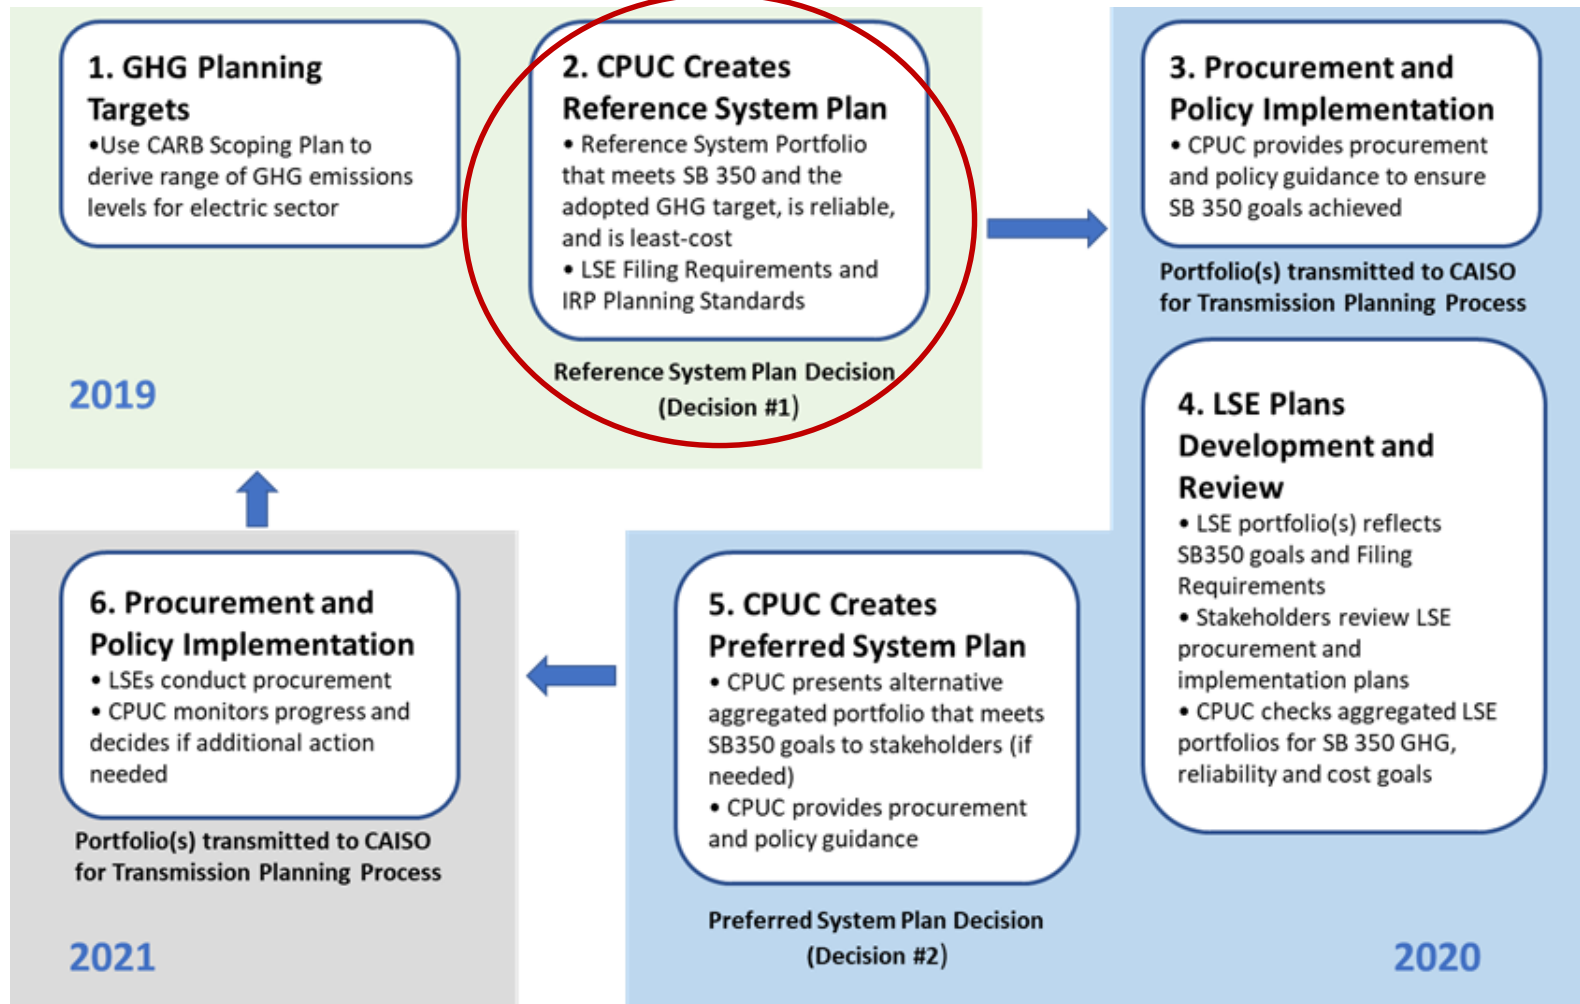 1. GHG Planning
Targets
•Use CARB Scoping Plan to
derive range of GHG emissions
levels for electric sector
2019
2. CPUC Creates
Reference System Plan
• Reference System Portfolio
that meets SB 350 and the
adopted GHG target, is reliable,
and is least-cost
• LSE Filing Requirements and
IRP Planning Standards
Reference System Plan Decision
(Decision #1)
3. Procurement and
Policy Implementation
• CPUC provides procurement
and policy guidance to ensure
SB 350 goals achieved
Portfolio(s) transmitted to CAISO
for Transmission Planning Process
4. LSE Plans
Development and
Review
• LSE portfolio(s) reflects
SB350 goals and Filing
Requirements
• Stakeholders review LSE
procurement and
implementation plans
• CPUC checks aggregated LSE
portfolios for SB 350 GHG,
reliability and cost goals
5. CPUC Creates
Preferred System Plan
• CPUC presents alternative
aggregated portfolio that meets
SB350 goals to stakeholders (if
needed)
• CPUC provides procurement
and policy guidance
Preferred System Plan Decision
(Decision #2)
2020
6. Procurement and
Policy Implementation
• LSEs conduct procurement
• CPUC monitors progress and
decides if additional action
needed
Portfolio(s) transmitted to CAISO
for Transmission Planning Process
2021